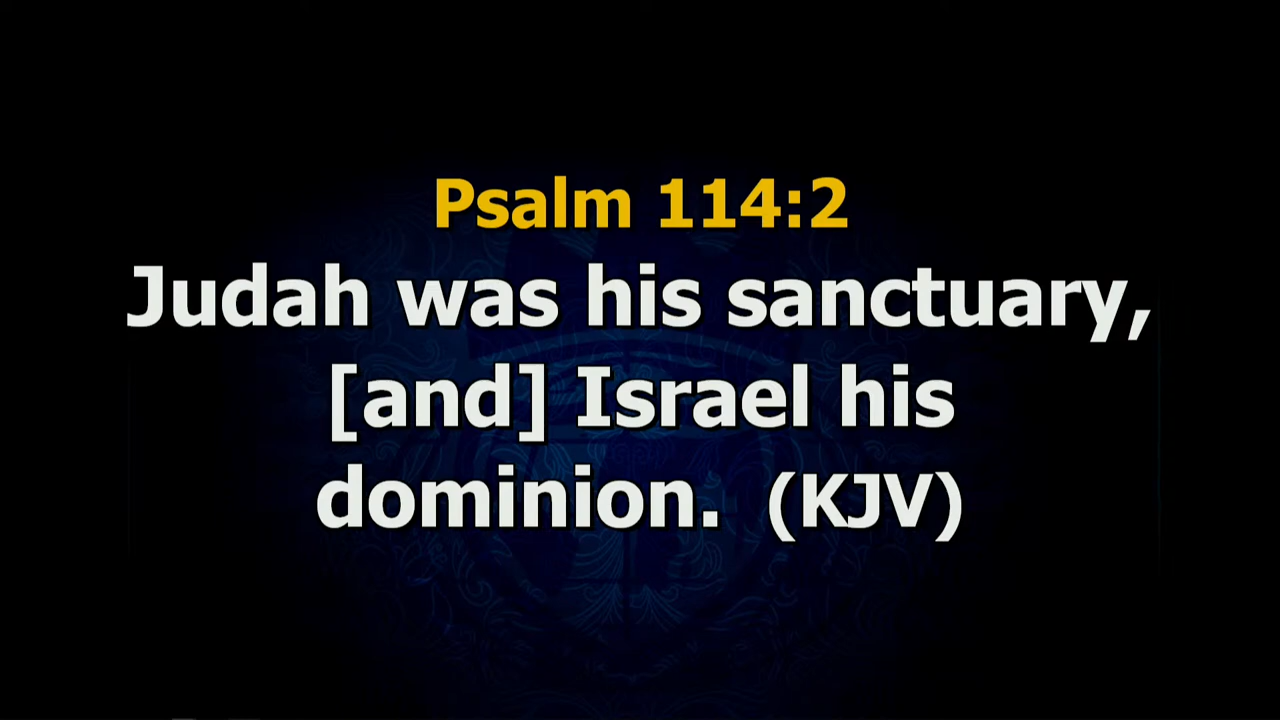 Psalm 114:2
Judah was his sanctuary,
[and] Israel his
dominion. (KJV)